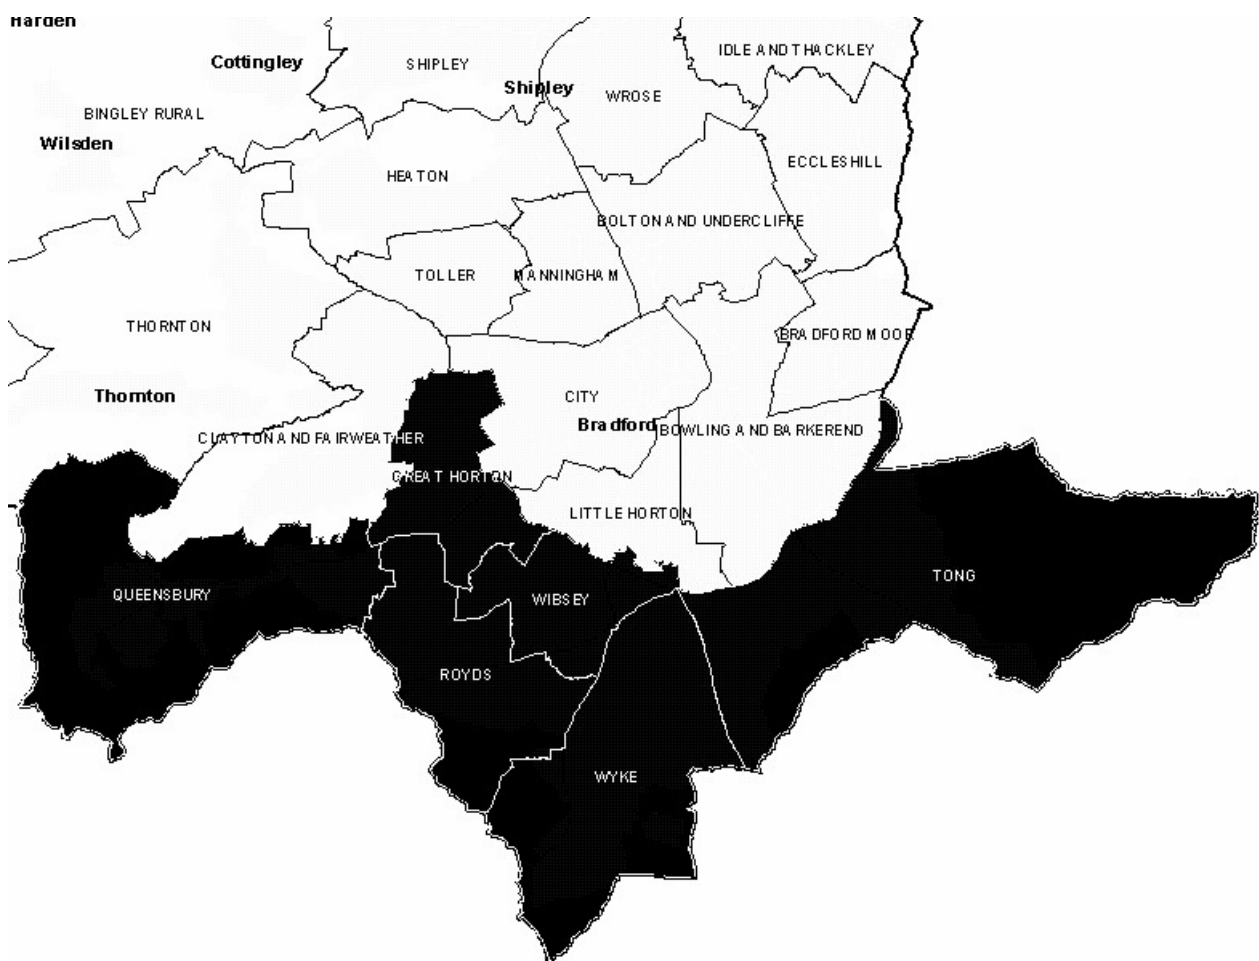 Harden
IDLE AND THACKLEY
Cottingley
SHIPLEY
Shipley
WROSE
BINGLEY RURAL
Wilsden
ECCLESHILL
HEATON
BOLTON AND UNDERCLIFFE
TOLLER
MANNINGHAM
THORNTON
BRADFORD MOOR
Thornton
CITY
Bradford
BOWLING AND BARKEREND
CLAYTON AND FAIRWEATHER
GREAT HORTON
LITTLE HORTON
TONG
QUEENSBURY
WIBSEY
ROYDS
WYKE